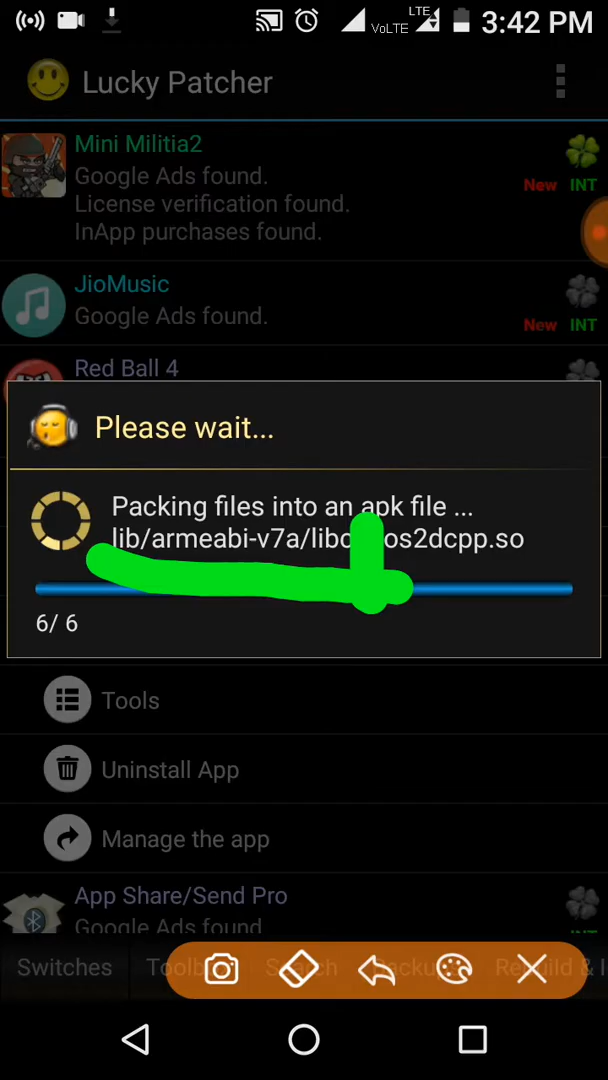 VoLTE LTE 3:42 PM
Lucky Patcher
Mini Militia2
Google Ads found.
License verification found.
InApp purchases found.
New INT
JioMusic
Google Ads found.
New INT
Red Ball 4
Please wait...
Packing files into an apk file ...
6/ 6
Tools
Uninstall App
Manage the app
App Share/Send Pro
Google Ads found
Switches